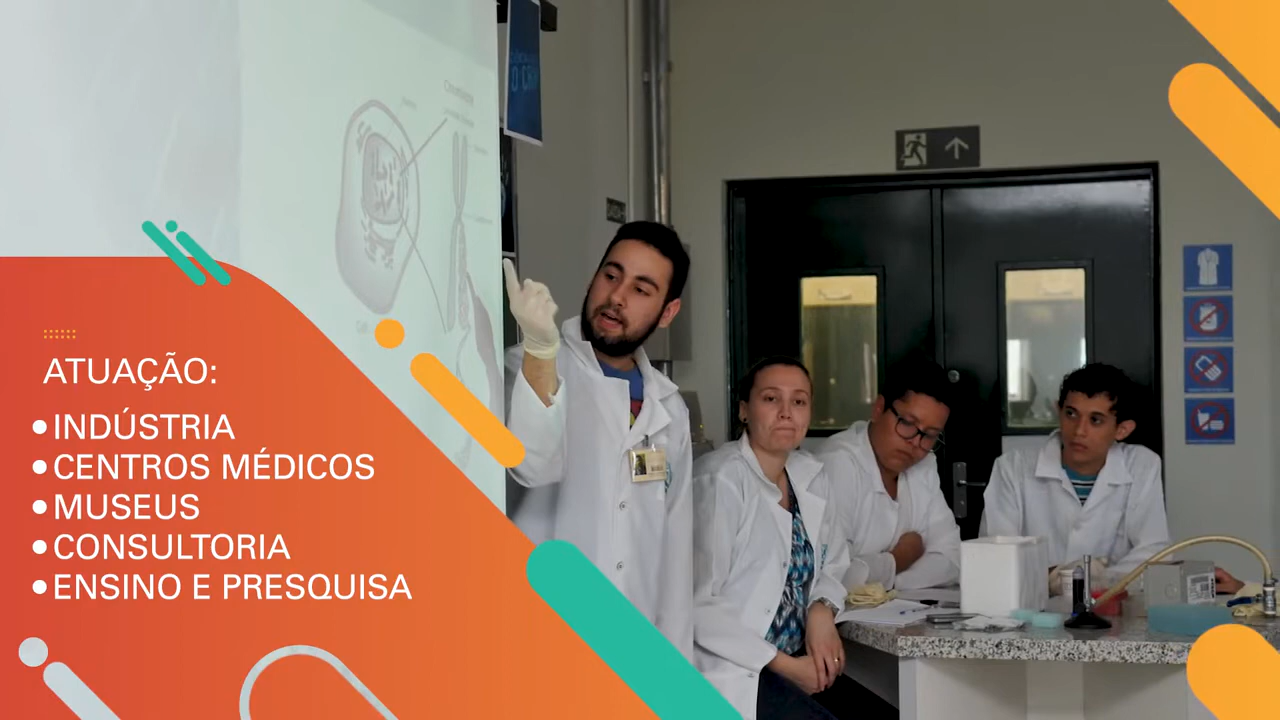 ATUAÇÃO:
•INDÚSTRIA
•CENTROS MÉDICOS
•MUSEUS
•CONSULTORIA
•ENSINO E PRESQUISA